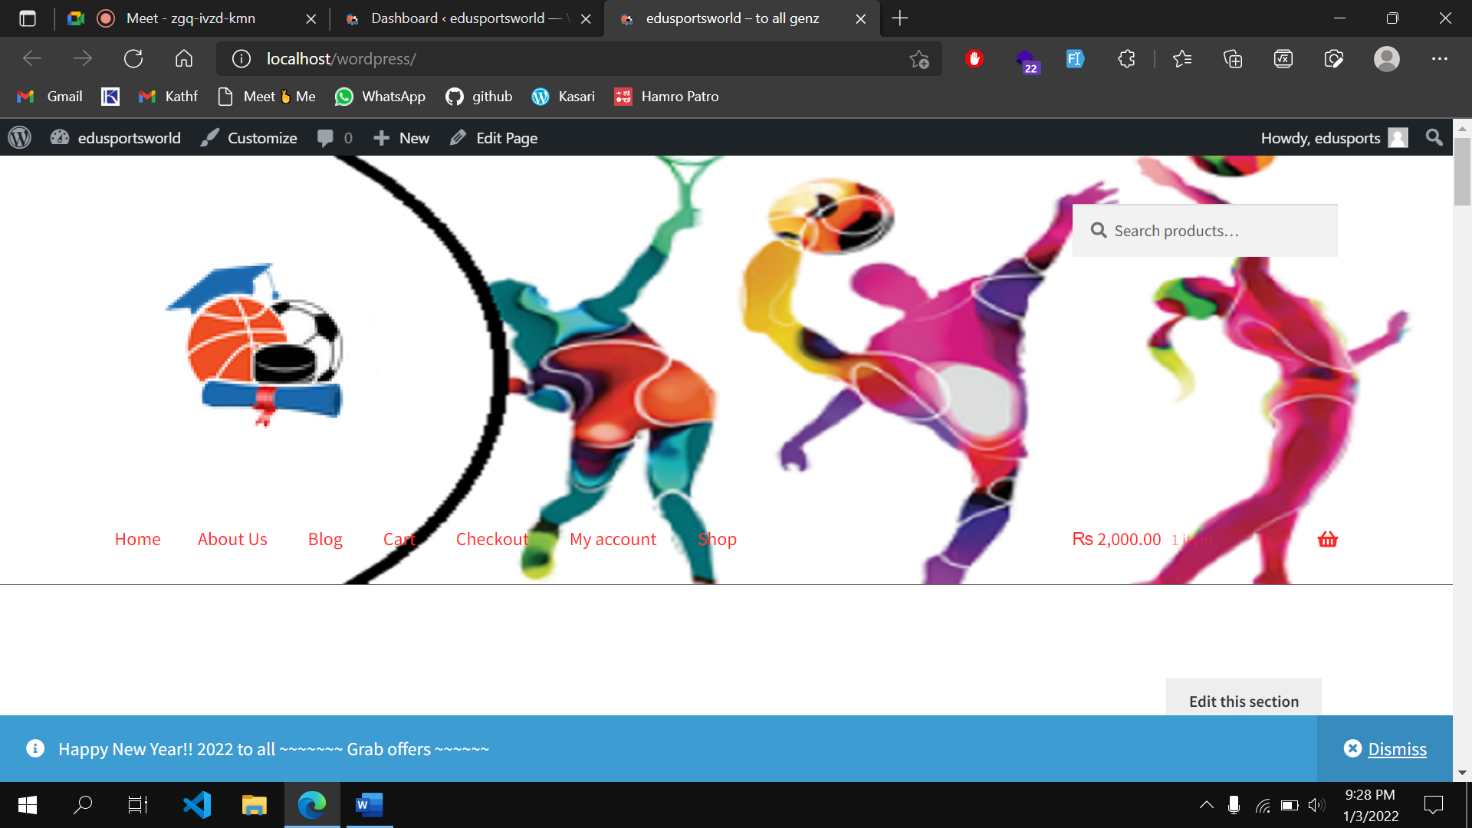 Meet - zgq-ivzd-kmn
Dashboard ‹ edusportsworld —
edusportsworld – to all genz
localhost/wordpress/
22
Gmail
Kathf
Meet Me
WhatsApp
github
Kasari
Hamro Patro
edusportsworld
Customize
0
New
Edit Page
Howdy, edusports
Search products…
Home About Us Blog Cart Checkout My account Shop
₨ 2,000.00 1 item
Edit this section
Happy New Year!! 2022 to all ~~~~~~~ Grab offers ~~~~~~
Dismiss
9:28 PM
1/3/2022